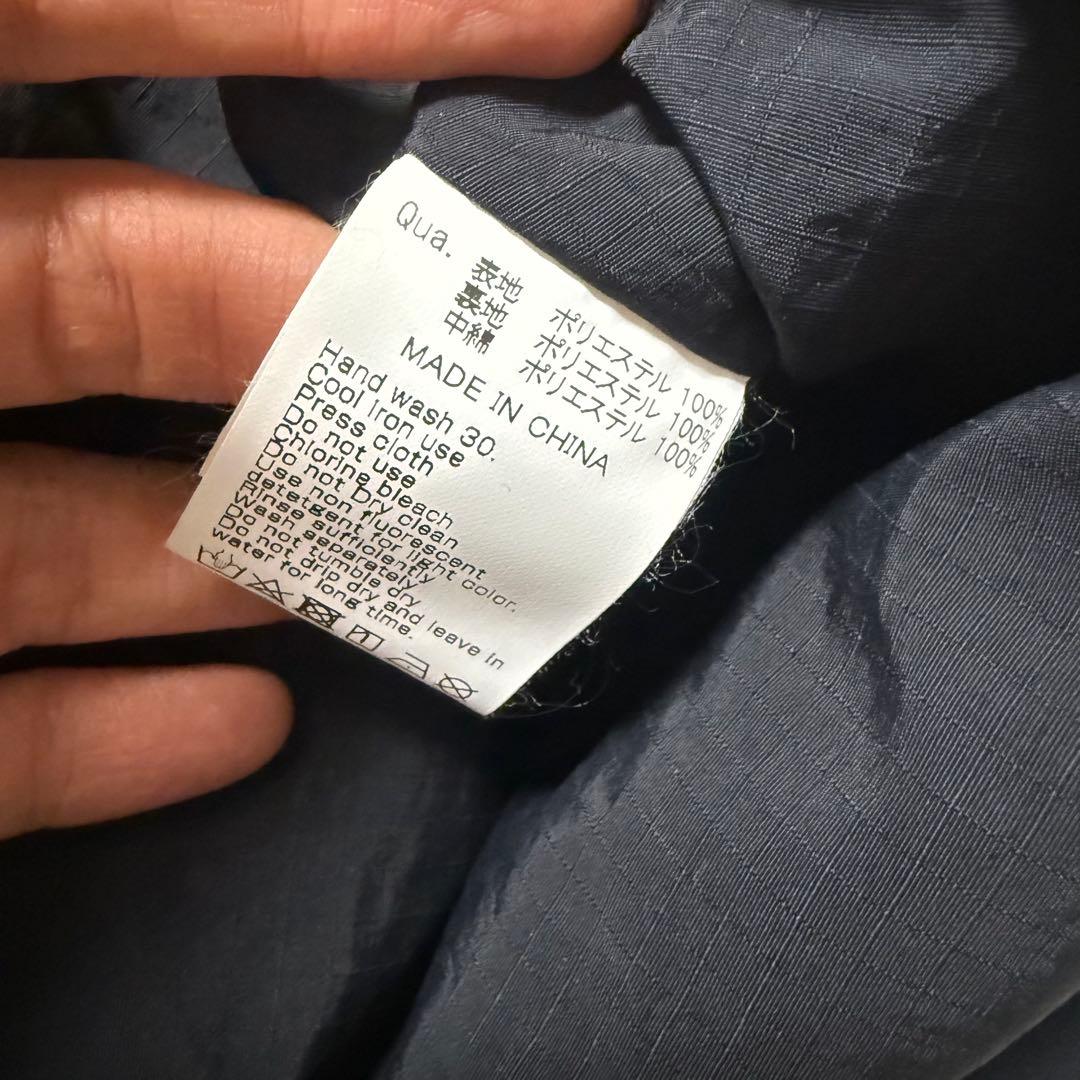 Qua.
表地 ポリエステル 100%
裏地 ポリエステル 100%
中綿 ポリエステル 100%
MADE IN CHINA
Hand wash 30.
Cool Iron use
Press cloth
Do not use
Chlorine bleach
Do not Dry clean
use non fluorescent
detetgent for light color.
Rinse sufficiently
Wash separately
Do not tumble dry.
Do not drip dry and leave in
water for long time.